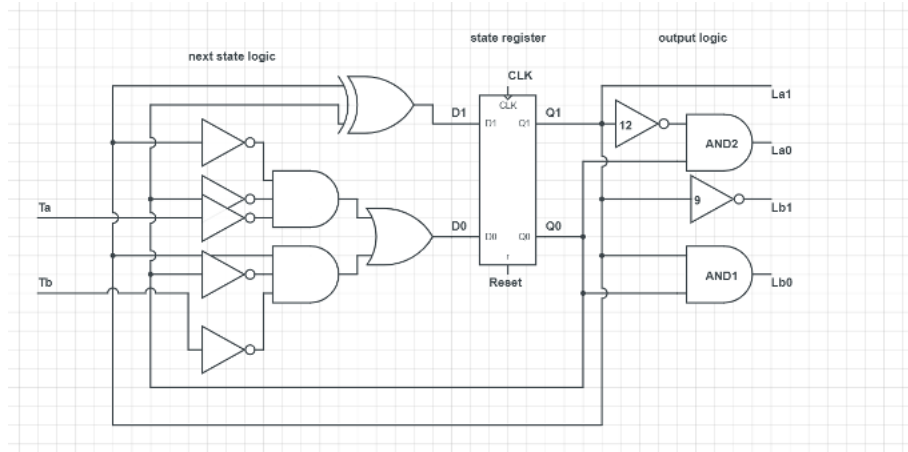 state register
output logic
next state logic
CLK
La1
CLK
D1
D1
Q1
Q1
12
AND2
La0
Ta
9
Lb1
D0
D0
Q0
Q0
r
Reset
AND1
Lb0
Tb